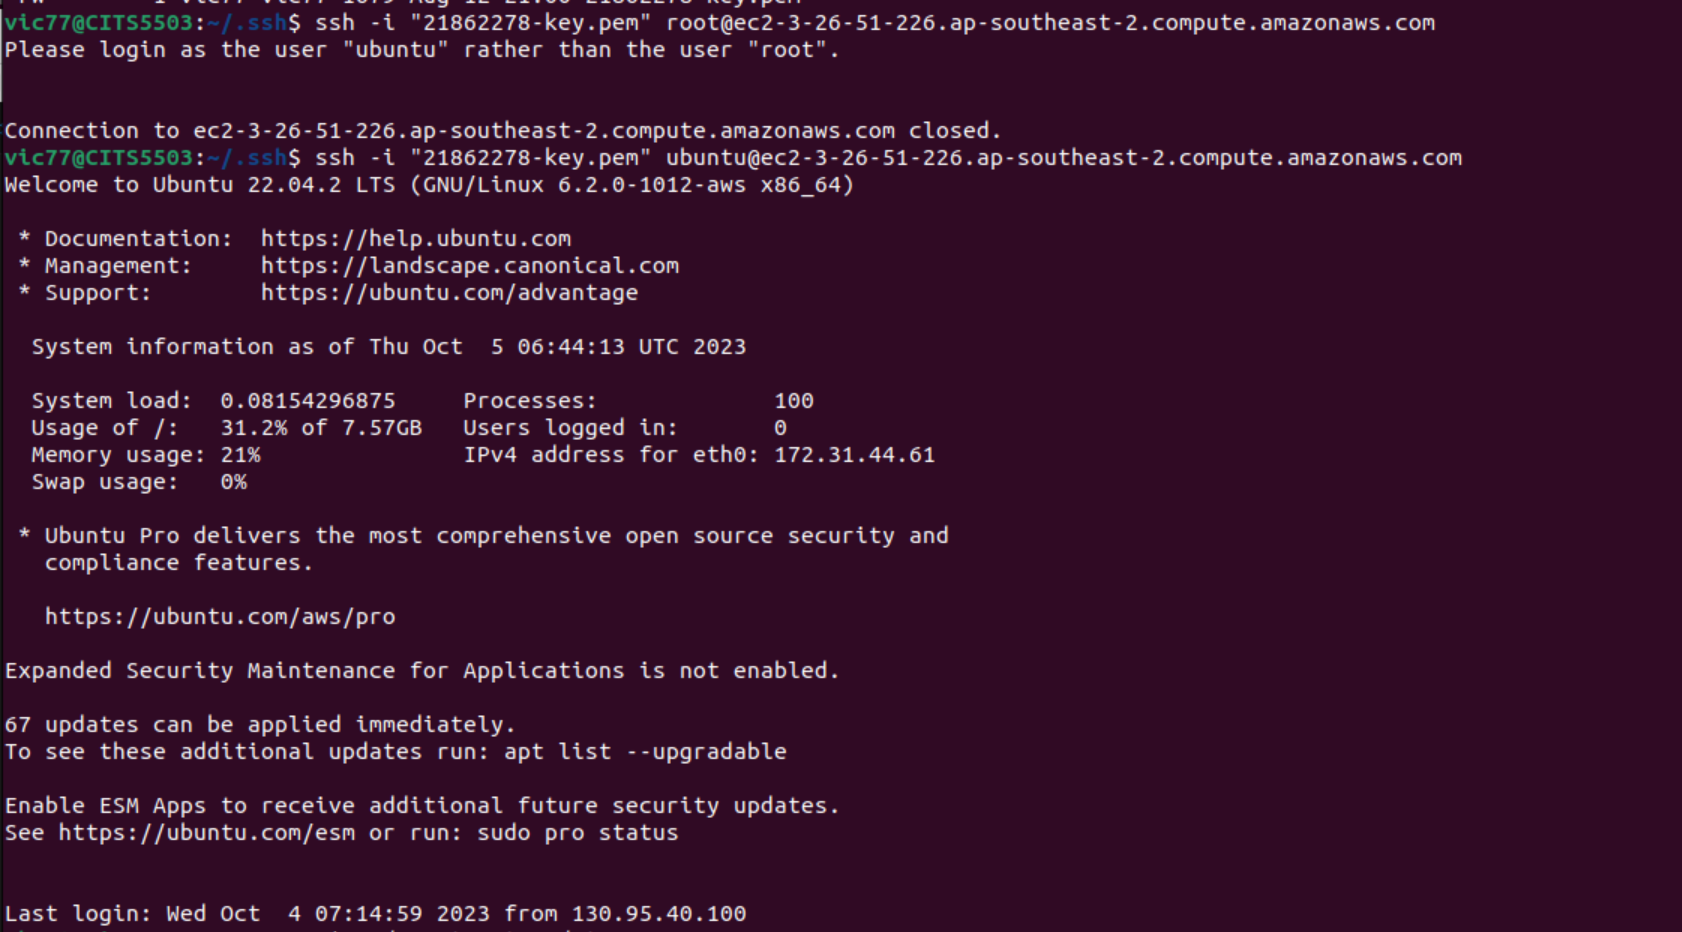 vic77@CITS5503:~/.ssh$ ssh -i "21862278-key.pem" root@ec2-3-26-51-226.ap-southeast-2.compute.amazonaws.com
Please login as the user "ubuntu" rather than the user "root".
Connection to ec2-3-26-51-226.ap-southeast-2.compute.amazonaws.com closed.
vic77@CITS5503:~/.ssh$ ssh -i "21862278-key.pem" ubuntu@ec2-3-26-51-226.ap-southeast-2.compute.amazonaws.com
Welcome to Ubuntu 22.04.2 LTS (GNU/Linux 6.2.0-1012-aws x86_64)
* Documentation:  https://help.ubuntu.com
* Management:     https://landscape.canonical.com
* Support:        https://ubuntu.com/advantage
System information as of Thu Oct  5 06:44:13 UTC 2023
System load:  0.08154296875     Processes:             100
Usage of /:   31.2% of 7.57GB   Users logged in:       0
Memory usage: 21%               IPv4 address for eth0: 172.31.44.61
Swap usage:   0%
* Ubuntu Pro delivers the most comprehensive open source security and
compliance features.
https://ubuntu.com/aws/pro
Expanded Security Maintenance for Applications is not enabled.
67 updates can be applied immediately.
To see these additional updates run: apt list --upgradable
Enable ESM Apps to receive additional future security updates.
See https://ubuntu.com/esm or run: sudo pro status
Last login: Wed Oct  4 07:14:59 2023 from 130.95.40.100